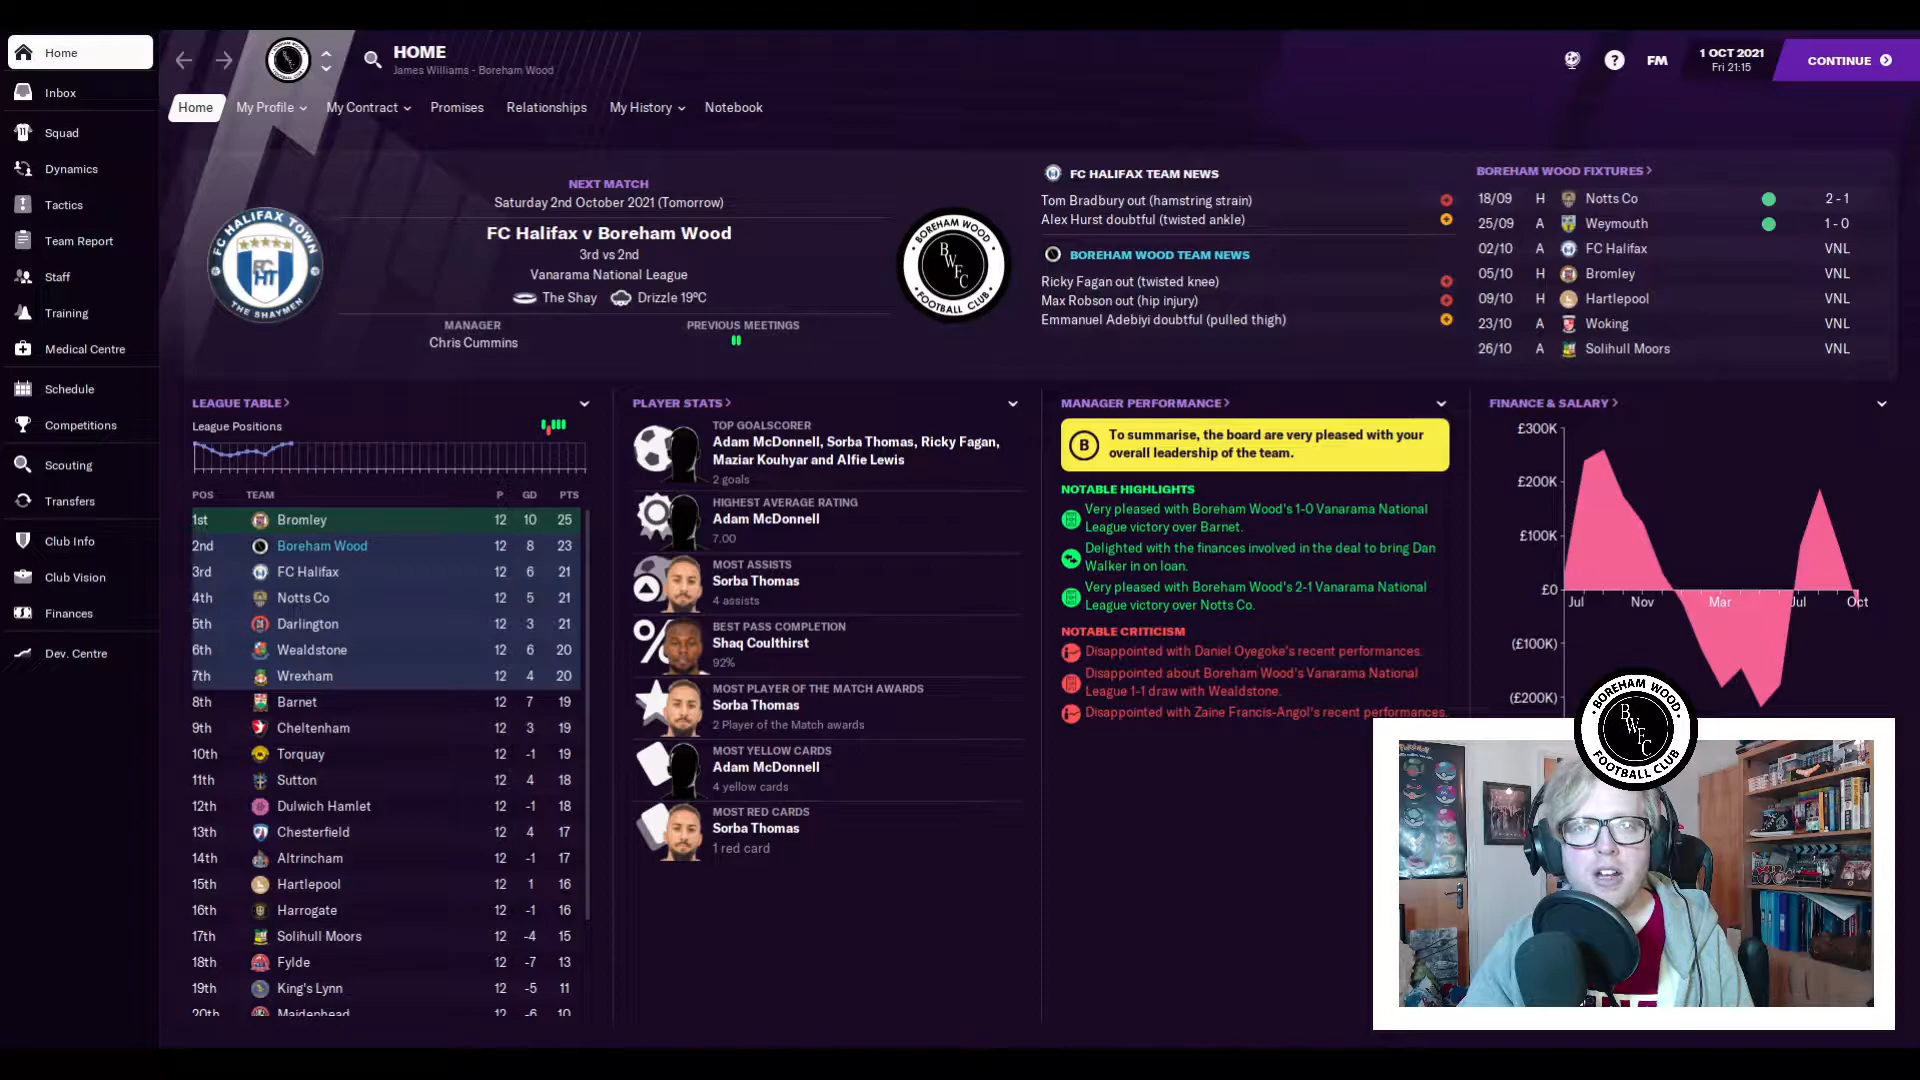 Home
Inbox
Squad
Dynamics
Tactics
Team Report
Staff
Training
Medical Centre
Schedule
Competitions
Scouting
Transfers
Club Info
Club Vision
Finances
Dev. Centre
HOME
James Williams - Boreham Wood
FM
1 OCT 2021
Fri 21:15
CONTINUE
Home My Profile My Contract Promises Relationships My History Notebook
FC HALIFAX TOWN
THE SHAYMEN
NEXT MATCH
Saturday 2nd October 2021 (Tomorrow)
FC Halifax v Boreham Wood
3rd vs 2nd
Vanarama National League
The Shay Drizzle 19ºC
MANAGER
Chris Cummins
PREVIOUS MEETINGS
BOREHAM WOOD
BWFC
FOOTBALL CLUB
FC HALIFAX TEAM NEWS
Tom Bradbury out (hamstring strain)
Alex Hurst doubtful (twisted ankle)
BOREHAM WOOD TEAM NEWS
Ricky Fagan out (twisted knee)
Max Robson out (hip injury)
Emmanuel Adebiyi doubtful (pulled thigh)
BOREHAM WOOD FIXTURES
18/09 H Notts Co 2 - 1
25/09 A Weymouth 1 - 0
02/10 A FC Halifax VNL
05/10 H Bromley VNL
09/10 H Hartlepool VNL
23/10 A Woking VNL
26/10 A Solihull Moors VNL
LEAGUE TABLE
League Positions
POS TEAM P GD PTS
1st Bromley 12 10 25
2nd Boreham Wood 12 8 23
3rd FC Halifax 12 6 21
4th Notts Co 12 5 21
5th Darlington 12 3 21
6th Wealdstone 12 6 20
7th Wrexham 12 4 20
8th Barnet 12 7 19
9th Cheltenham 12 3 19
10th Torquay 12 -1 19
11th Sutton 12 4 18
12th Dulwich Hamlet 12 -1 18
13th Chesterfield 12 4 17
14th Altrincham 12 -1 17
15th Hartlepool 12 1 16
16th Harrogate 12 -1 16
17th Solihull Moors 12 -4 15
18th Fylde 12 -7 13
19th King's Lynn 12 -5 11
20th Maidenhead 12 -6 10
PLAYER STATS
TOP GOALSCORER
Adam McDonnell, Sorba Thomas, Ricky Fagan,
Maziar Kouhyar and Alfie Lewis
2 goals
HIGHEST AVERAGE RATING
Adam McDonnell
7.00
MOST ASSISTS
Sorba Thomas
4 assists
BEST PASS COMPLETION
Shaq Coulthirst
92%
MOST PLAYER OF THE MATCH AWARDS
Sorba Thomas
2 Player of the Match awards
MOST YELLOW CARDS
Adam McDonnell
4 yellow cards
MOST RED CARDS
Sorba Thomas
1 red card
MANAGER PERFORMANCE
B
To summarise, the board are very pleased with your
overall leadership of the team.
NOTABLE HIGHLIGHTS
Very pleased with Boreham Wood's 1-0 Vanarama National
League victory over Barnet.
Delighted with the finances involved in the deal to bring Dan
Walker in on loan.
Very pleased with Boreham Wood's 2-1 Vanarama National
League victory over Notts Co.
NOTABLE CRITICISM
Disappointed with Daniel Oyegoke's recent performances.
Disappointed about Boreham Wood's Vanarama National
League 1-1 draw with Wealdstone.
Disappointed with Zaine Francis-Angol's recent performances.
FINANCE & SALARY
£300K
£200K
£100K
£0
(£100K)
(£200K)
Jul Nov Mar Jul Oct
BOREHAM WOOD
BWFC
FOOTBALL CLUB